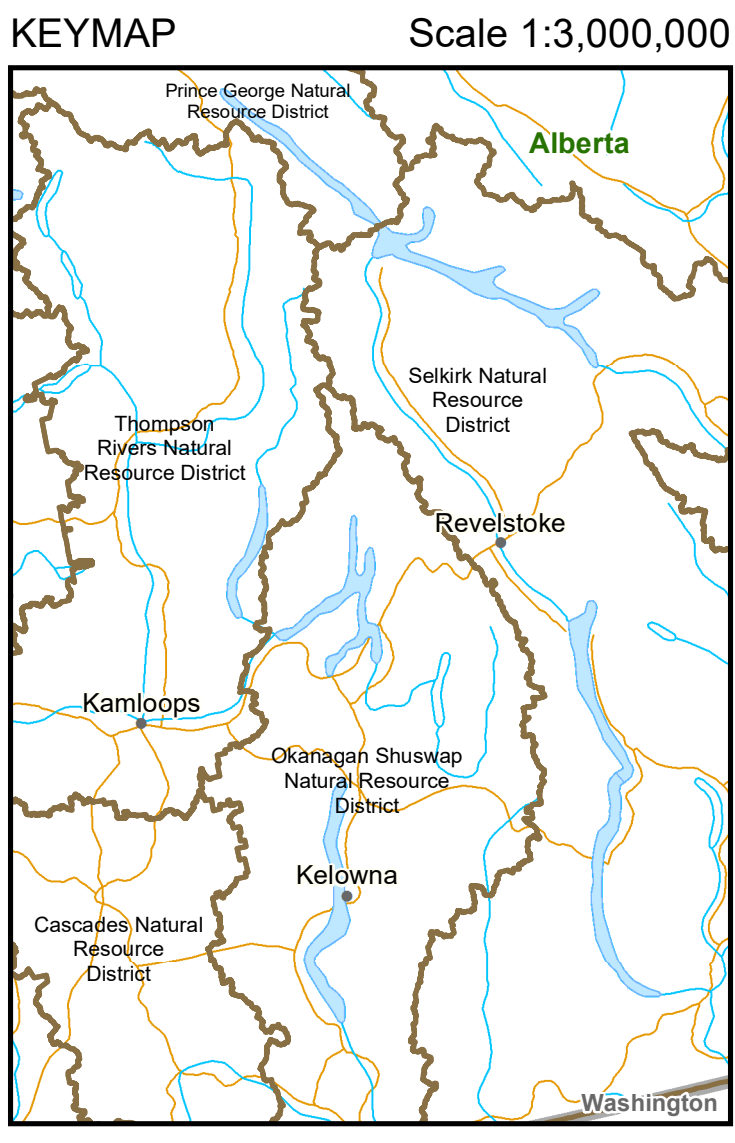 KEYMAP Scale 1:3,000,000
Prince George Natural
Resource District
Alberta
Selkirk Natural
Resource
District
Thompson
Rivers Natural
Resource District
Revelstoke
Kamloops
Okanagan Shuswap
Natural Resource
District
Kelowna
Cascades Natural
Resource
District
Washington